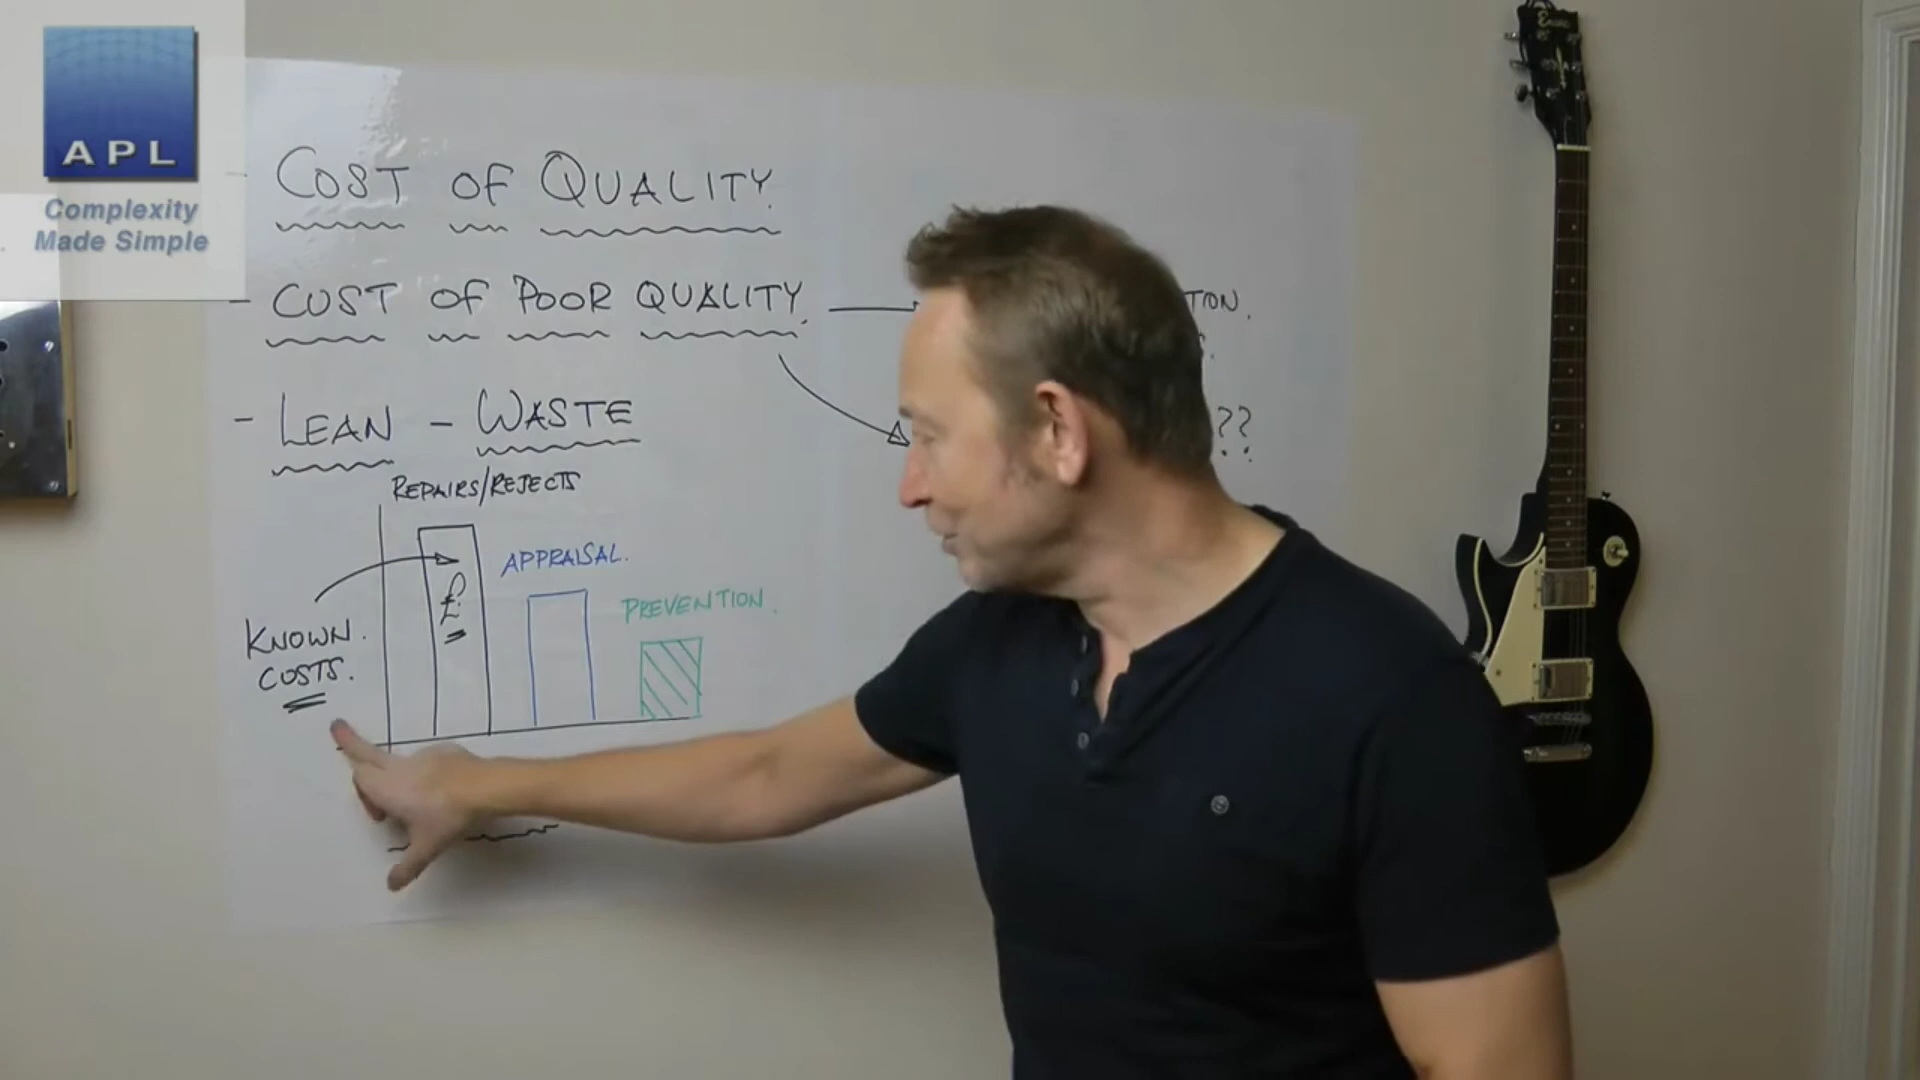 APL
Complexity
Made Simple
- COST OF QUALITY.
- COST OF POOR QUALITY.
TION.
- LEAN - WASTE
??
REPAIRS/REJECTS
APPRAISAL.
PREVENTION.
£
KNOWN.
COSTS.